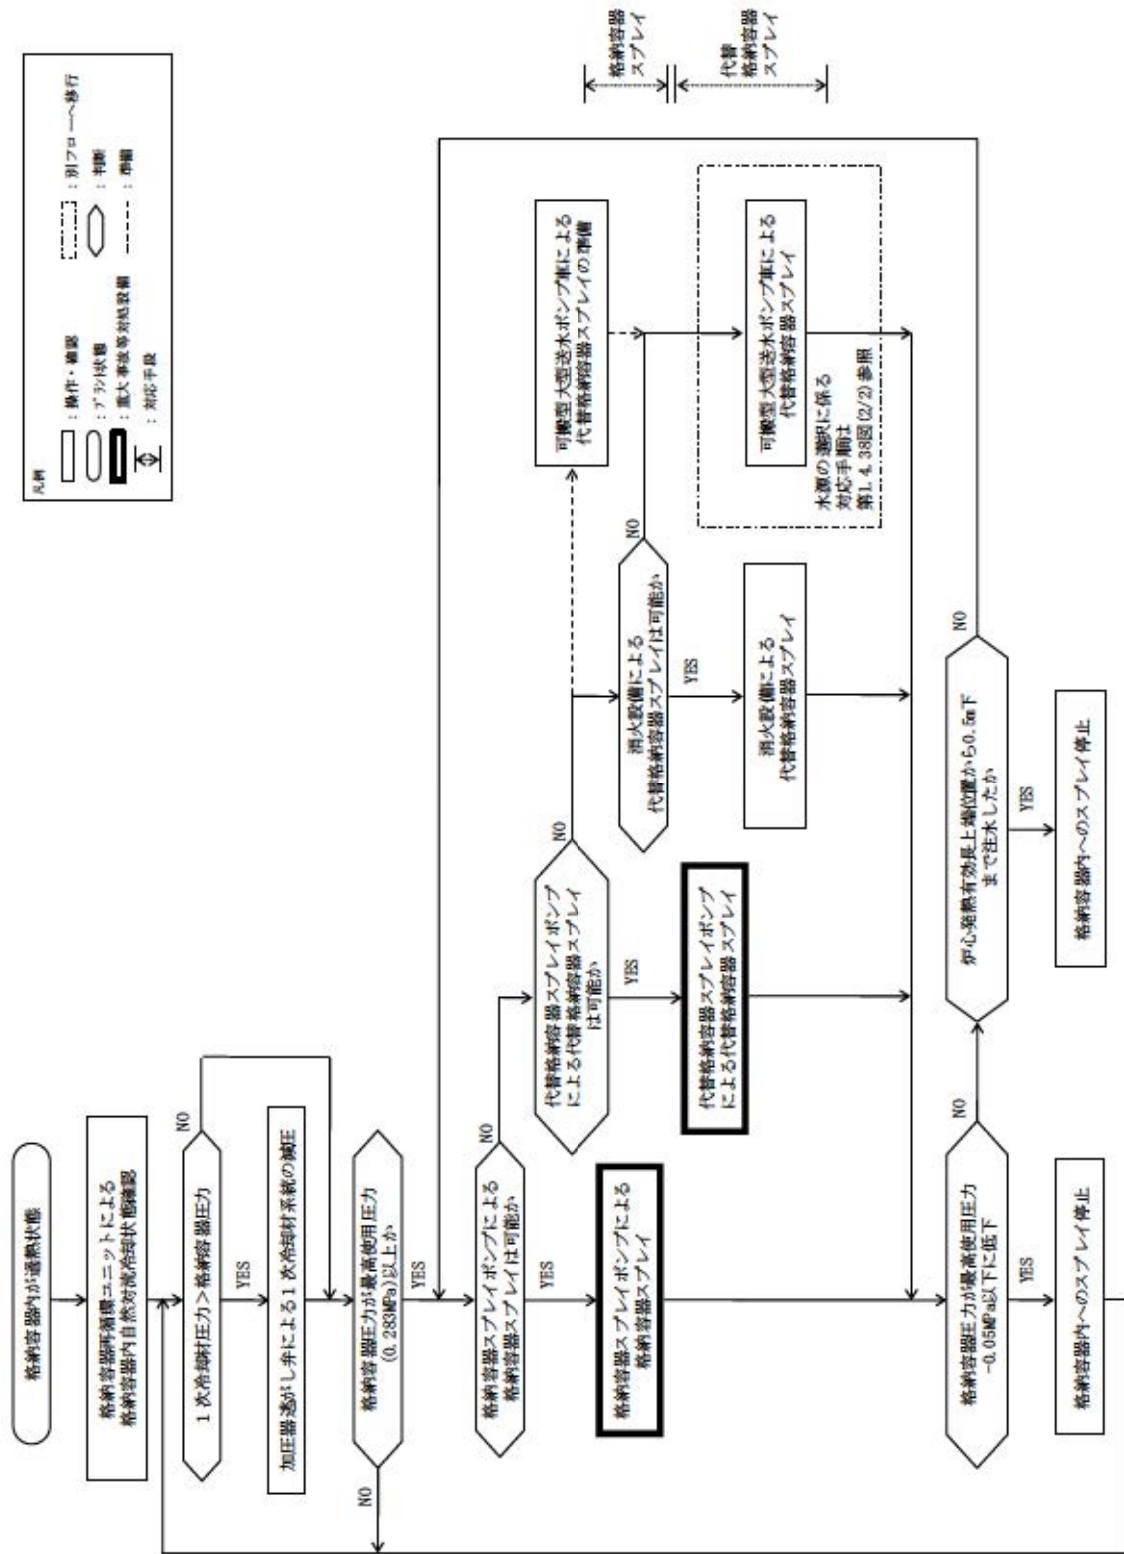 凡例
：操作・確認
：プラント状態
：重大事故等対処設備
：対応手段
：別フローへ移行
：判断
：準備
格納容器内が過熱状態
格納容器再循環ユニットによる
格納容器内自然対流冷却状態確認
1次冷却材圧力＞格納容器圧力
NO
YES
加圧器逃がし弁による1次冷却材系統の減圧
格納容器圧力が最高使用圧力
(0.283MPa)以上か
NO
YES
格納容器スプレイポンプによる
格納容器スプレイは可能か
NO
YES
格納容器スプレイポンプによる
格納容器スプレイ
代替格納容器スプレイポンプ
による代替格納容器スプレイ
は可能か
NO
YES
代替格納容器スプレイポンプ
による代替格納容器スプレイ
消火設備による
代替格納容器スプレイは可能か
NO
YES
消火設備による
代替格納容器スプレイ
可搬型大型送水ポンプ車による
代替格納容器スプレイの準備
可搬型大型送水ポンプ車による
代替格納容器スプレイ
水源の選択に係る
対応手順は
第1.4.38図(2/2)参照
格納容器
スプレイ
代替
格納容器
スプレイ
格納容器圧力が最高使用圧力
-0.05MPa以下に低下
NO
YES
格納容器内へのスプレイ停止
炉心発熱有効長上端位置から0.5m下
まで注水したか
NO
YES
格納容器内へのスプレイ停止